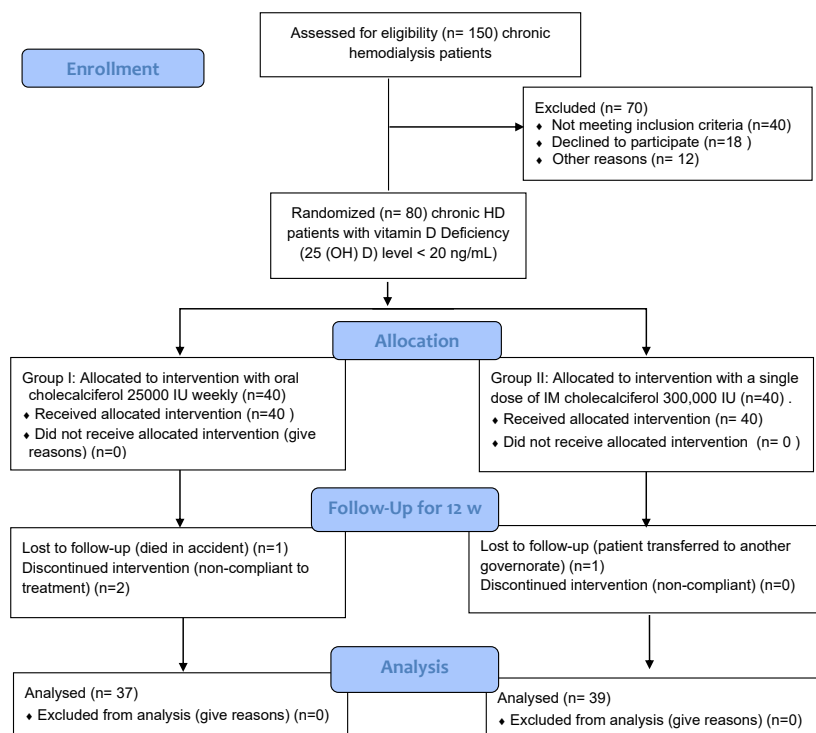 Assessed for eligibility (n= 150) chronic
hemodialysis patients
Enrollment
Excluded (n= 70)
♦ Not meeting inclusion criteria (n=40)
♦ Declined to participate (n=18 )
♦ Other reasons (n= 12)
Randomized (n= 80) chronic HD
patients with vitamin D Deficiency
(25 (OH) D) level < 20 ng/mL)
Allocation
Group I: Allocated to intervention with oral
cholecalciferol 25000 IU weekly (n=40)
♦ Received allocated intervention (n=40 )
♦ Did not receive allocated intervention (give
reasons) (n=0)
Group II: Allocated to intervention with a single
dose of IM cholecalciferol 300,000 IU (n=40) .
♦ Received allocated intervention (n= 40)
♦ Did not receive allocated intervention (n= 0 )
Follow-Up for 12 w
Lost to follow-up (died in accident) (n=1)
Discontinued intervention (non-compliant to
treatment) (n=2)
Lost to follow-up (patient transferred to another
governorate) (n=1)
Discontinued intervention (non-compliant) (n=0)
Analysis
Analysed (n= 37)
♦ Excluded from analysis (give reasons) (n=0)
Analysed (n= 39)
♦ Excluded from analysis (give reasons) (n=0)